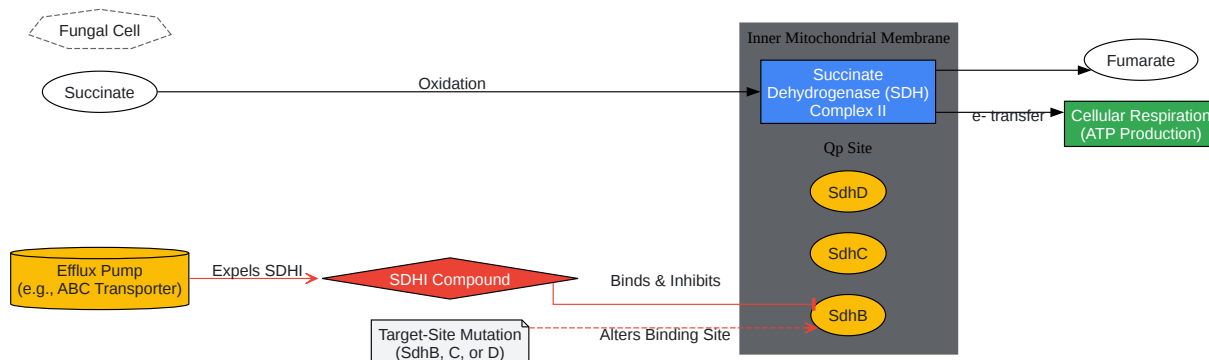 Fungal Cell
Inner Mitochondrial Membrane
Succinate
Oxidation
Succinate
Dehydrogenase (SDH)
Complex II
Fumarate
e- transfer
Cellular Respiration
(ATP Production)
Qp Site
SdhD
SdhC
SdhB
Efflux Pump
(e.g., ABC Transporter)
Expels SDHI
SDHI Compound
Binds & Inhibits
Target-Site Mutation
(SdhB, C, or D)
Alters Binding Site